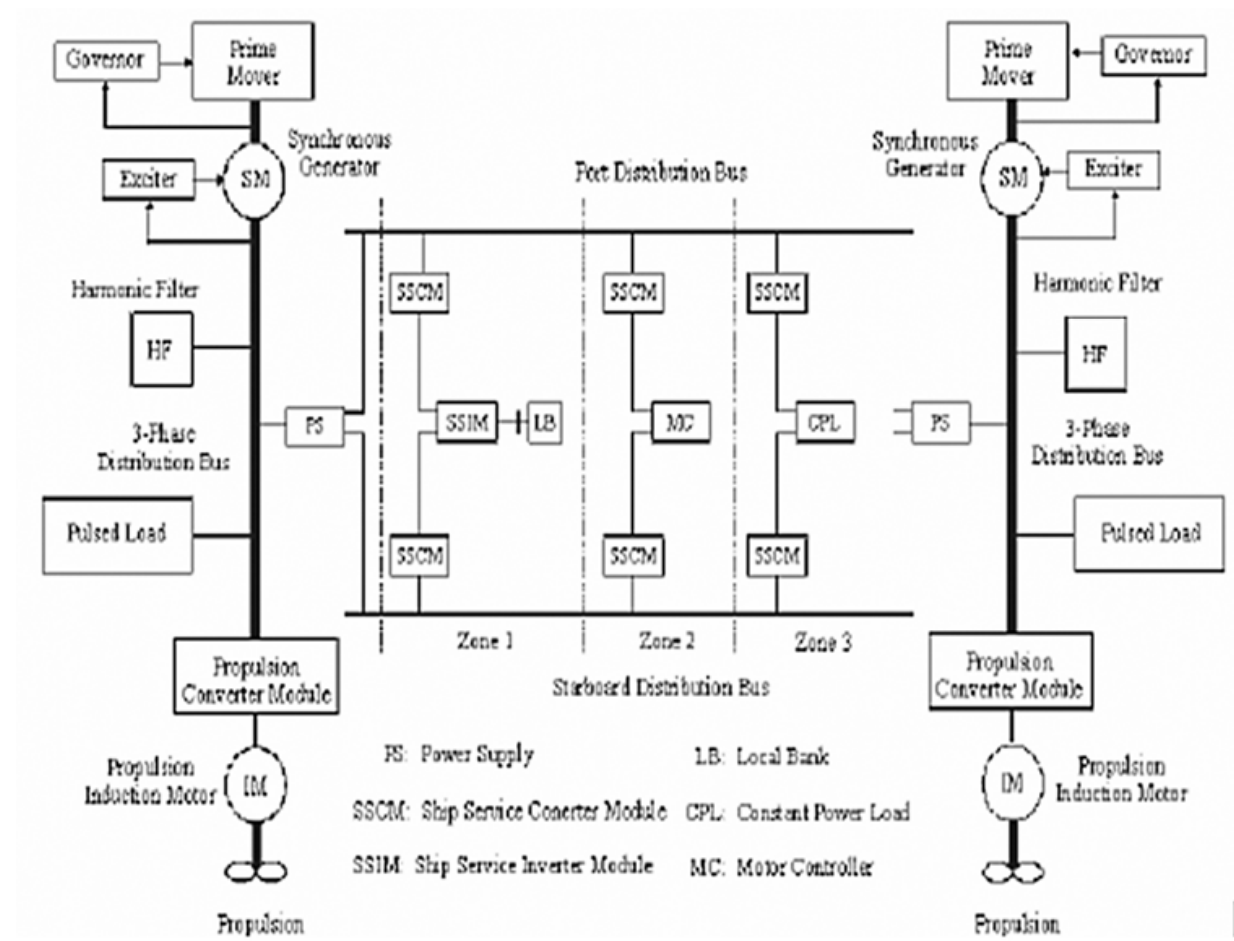 Governor
Prime
Mover
Synchronous
Generator
Exciter
SM
Harmonic Filter
HF
3-Phase
Distribution Bus
PS
Pulsed Load
Propulsion
Converter Module
Propulsion
Induction Motor
IM
Propulsion
Port Distribution Bus
SSCM
SSCM
SSCM
SSIM
LB
MC
CPL
SSCM
SSCM
SSCM
Zone 1
Zone 2
Zone 3
Starboard Distribution Bus
PS: Power Supply
LB: Local Bank
SSCM: Ship Service Conerter Module
CPL: Constant Power Load
SSIM: Ship Service Inverter Module
MC: Motor Controller
Prime
Mover
Governor
Synchronous
Generator
SM
Exciter
Harmonic Filter
HF
PS
3-Phase
Distribution Bus
Pulsed Load
Propulsion
Converter Module
IM
Propulsion
Induction Motor
Propulsion